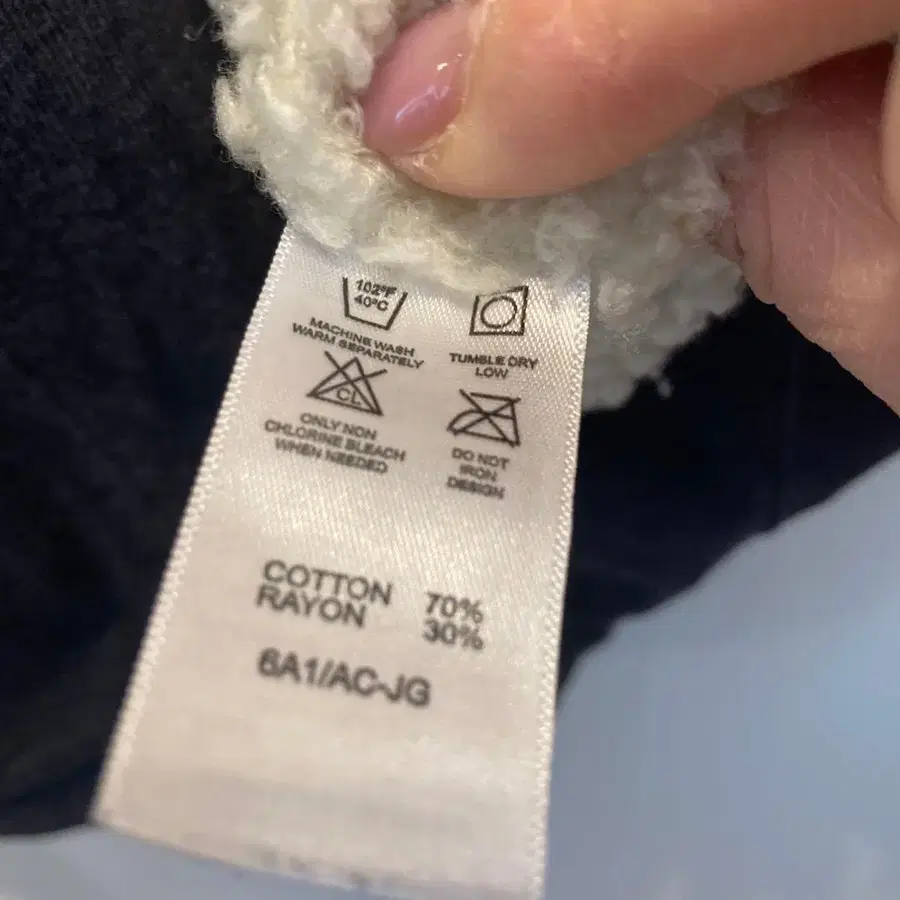 102°F
40°C
MACHINE WASH
WARM SEPARATELY
TUMBLE DRY
LOW
CL
ONLY NON
CHLORINE BLEACH
WHEN NEEDED
DO NOT
IRON
DESIGN
COTTON 70%
RAYON 30%
6A1/AC-JG